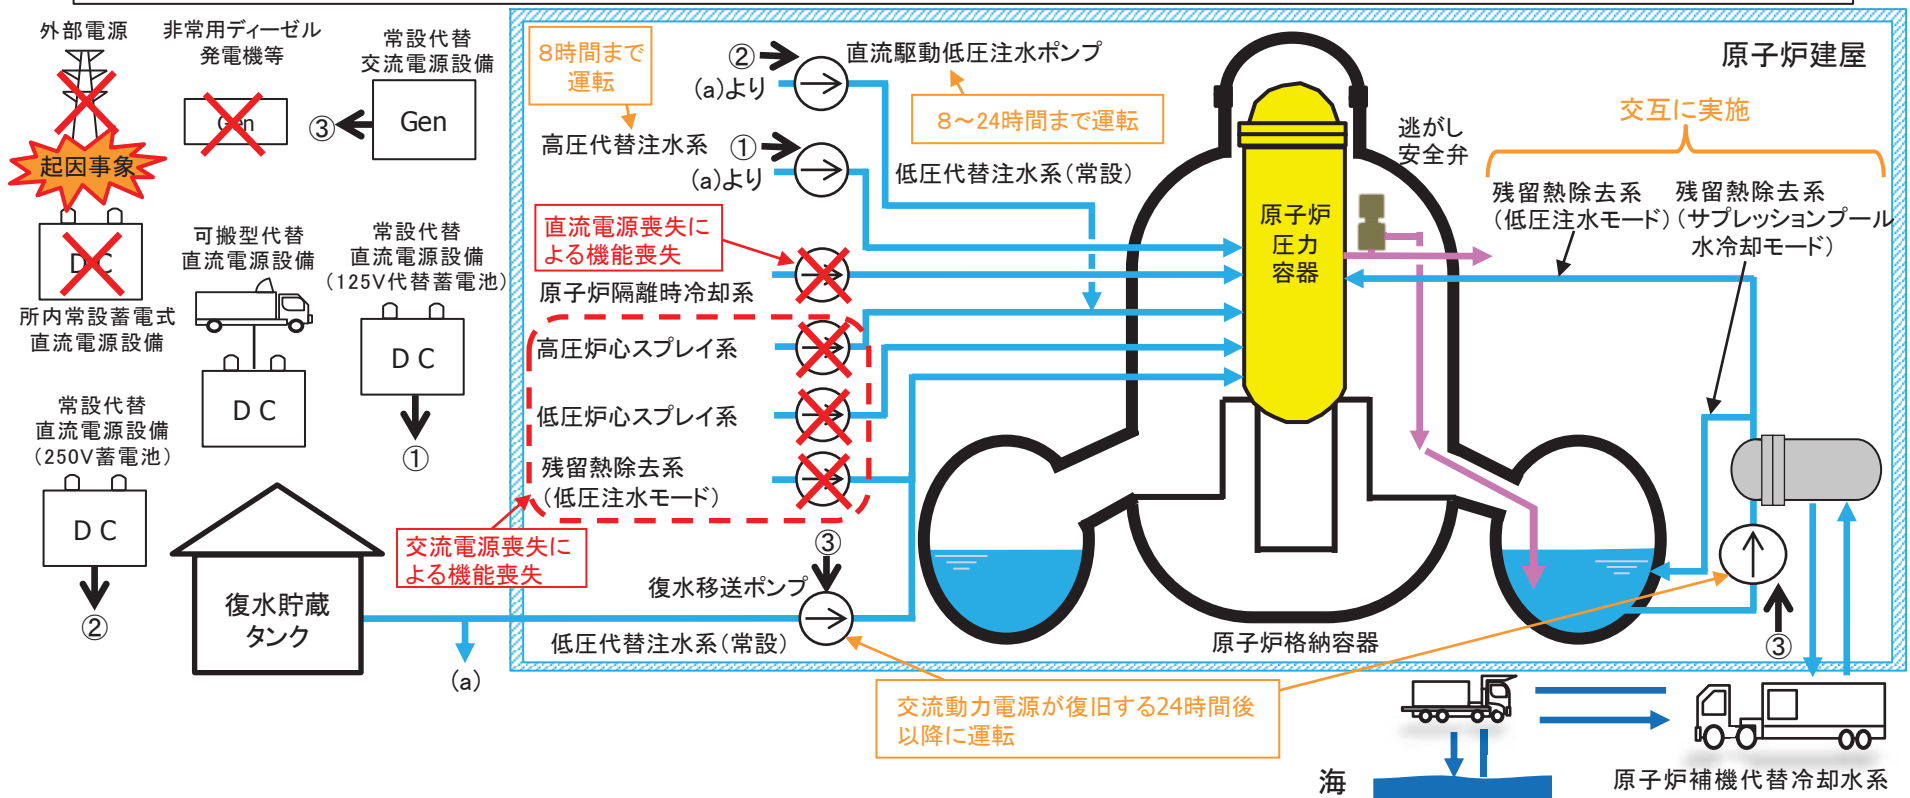 外部電源
非常用ディーゼル
発電機等
常設代替
交流電源設備
Gen
③
Gen
起因事象
DC
所内常設蓄電式
直流電源設備
可搬型代替
直流電源設備
DC
常設代替
直流電源設備
(125V代替蓄電池)
DC
①
常設代替
直流電源設備
(250V蓄電池)
DC
②
復水貯蔵
タンク
(a)
原子炉建屋
8時間まで
運転
高圧代替注水系
②
(a)より
直流駆動低圧注水ポンプ
8~24時間まで運転
①
(a)より
低圧代替注水系(常設)
直流電源喪失に
よる機能喪失
原子炉隔離時冷却系
高圧炉心スプレイ系
低圧炉心スプレイ系
残留熱除去系
(低圧注水モード)
交流電源喪失に
よる機能喪失
③
復水移送ポンプ
低圧代替注水系(常設)
原子炉
圧力
容器
逃がし
安全弁
交互に実施
残留熱除去系
(低圧注水モード)
残留熱除去系
(サプレッションプール
水冷却モード)
原子炉格納容器
③
交流動力電源が復旧する24時間後
以降に運転
海
原子炉補機代替冷却水系